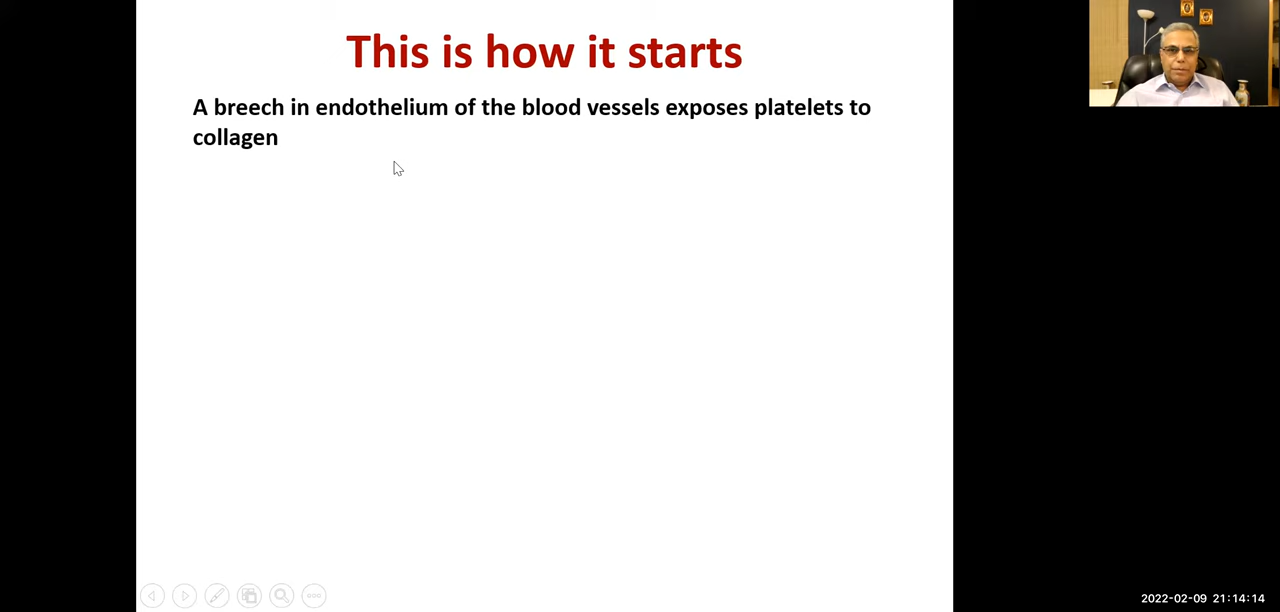 This is how it starts
A breech in endothelium of the blood vessels exposes platelets to
collagen
2022-02-09 21:14:14